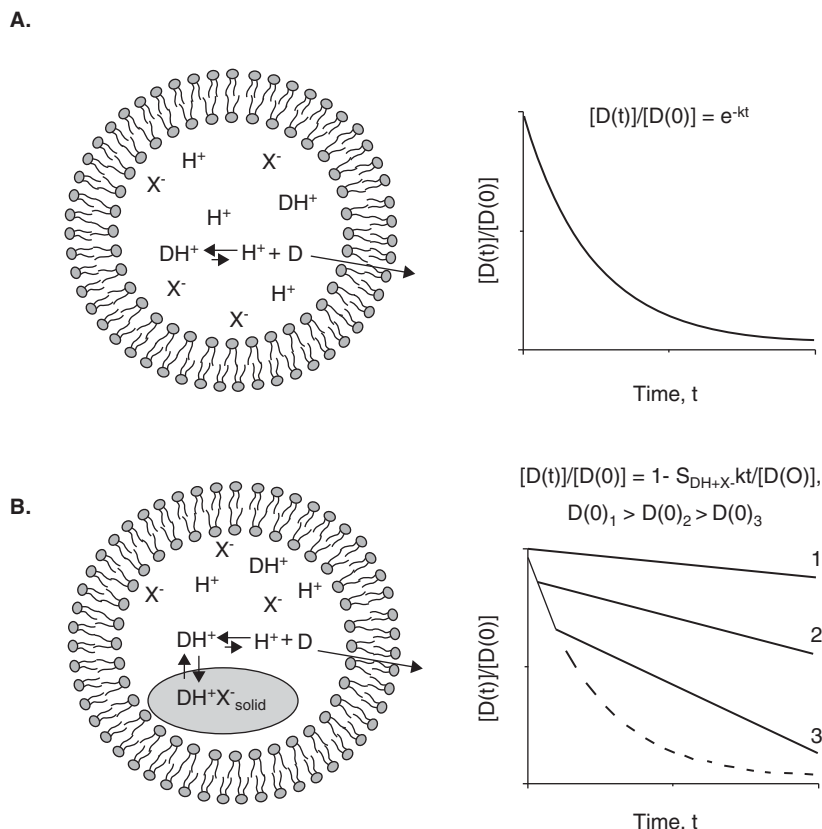 A.
[D(t)]/[D(0)] = e-kt
H+
X-
X-
DH+
H+
DH+ H+ + D
X-
H+
X-
[D(t)]/[D(0)]
Time, t
[D(t)]/[D(0)] = 1- SDH+X-kt/[D(O)],
B.
D(0)1 > D(0)2 > D(0)3
X-
DH+
H+
H+
X-
X-
DH+ H+ + D
DH+X-solid
1
2
3
[D(t)]/[D(0)]
Time, t